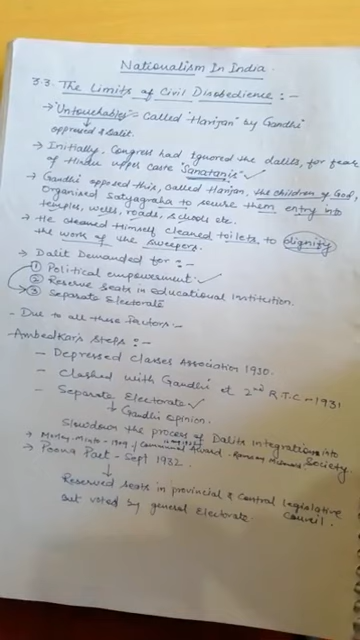 Nationalism In India.
3.3. The Limits of Civil Disobedience :-
→ "Untouchables" = called "Harijan" by Gandhi
oppressed & Dalit.
→ Initially, Congress had ignored the dalits, for fear
of Hindu upper caste "Sanatanis" ✓
→ Gandhi opposed this, called Harijan, the children of God,
Organised Satyagraha to secure them entry into
temples, wells, roads, schools etc.
→ He cleaned Himself cleaned toilets, to dignify
the work of the sweepers.
→ Dalit Demanded for :-
① Political empowerment. ✓
② Reserve Seats in educational institution.
③ Separate Electorate
- Due to all these factors :-
- Ambedkar's steps :-
- Depressed Classes Association 1930.
- Clashed with Gandhi at 2nd R.T.C - 1931
- Separate Electorate ✓
↓ Gandhi opinion.
Slowdown the process of Dalits Integrations into
Society.
→ Morley-Minto - Communal Award -
→ Poona Pact - Sept 1932.
↓
Reserved Seats in provincial & Central legislative
Council.
but voted by general Electorate.